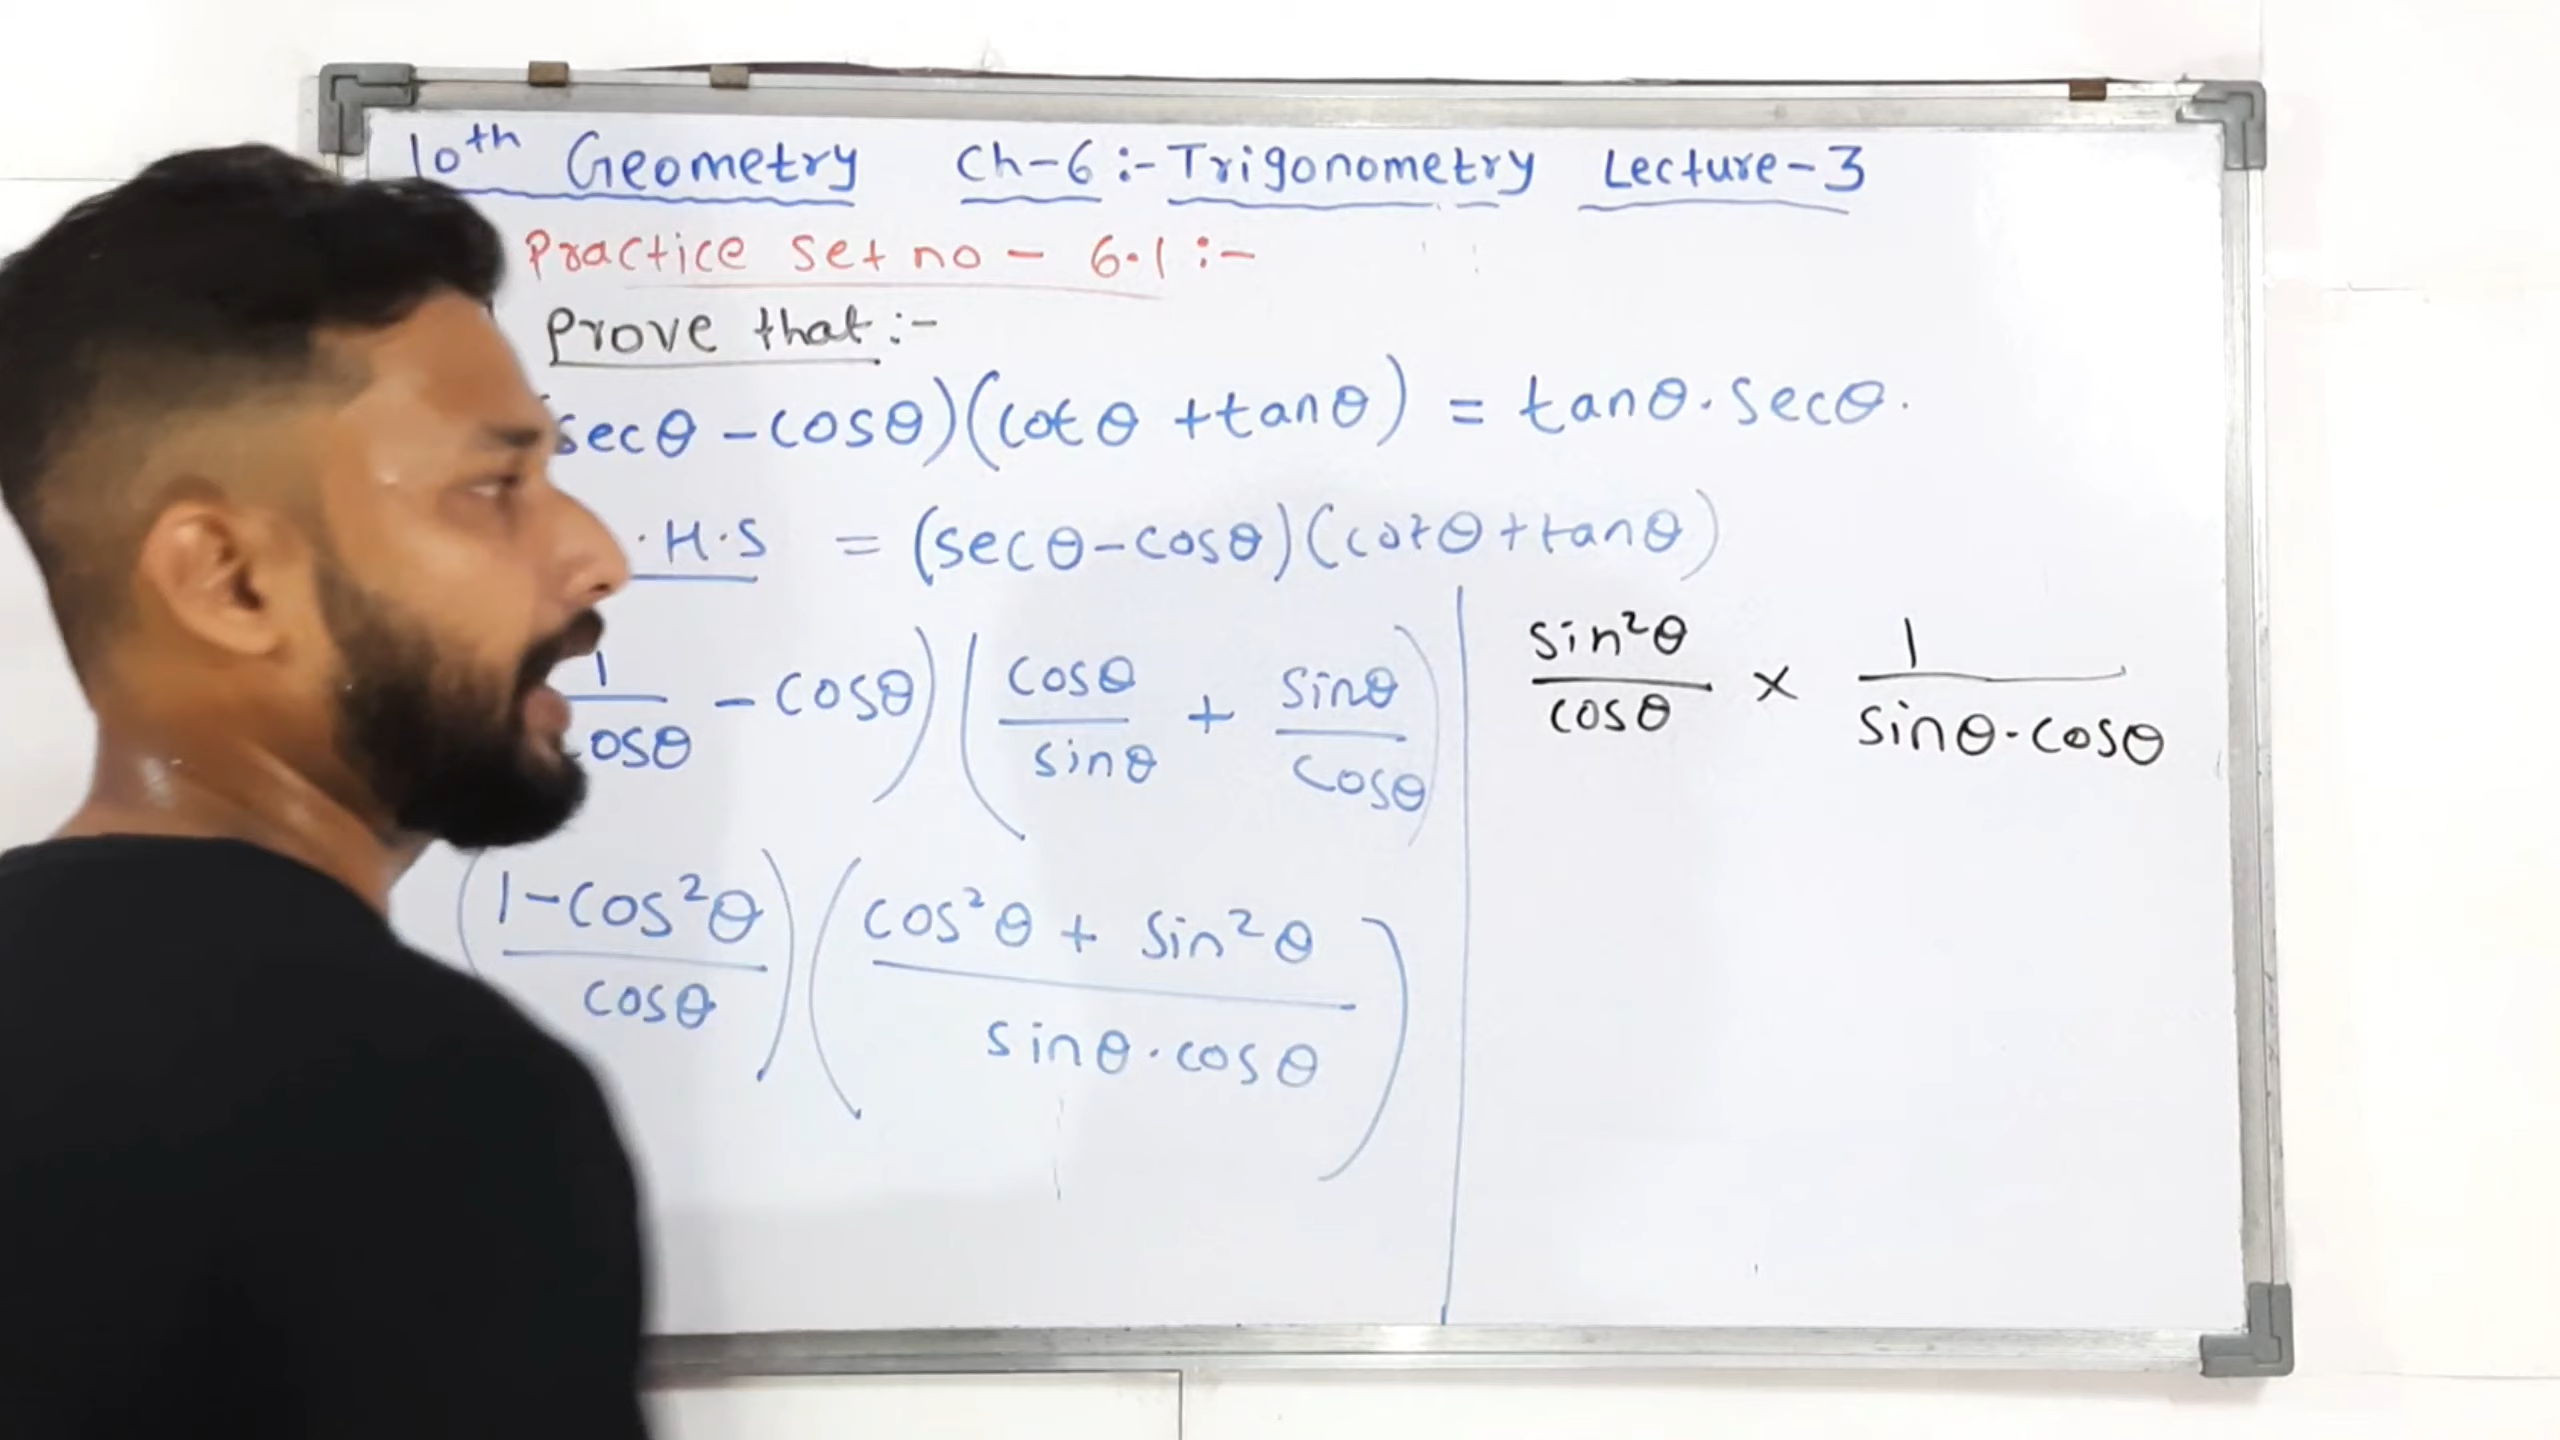 10th Geometry Ch-6:- Trigonometry Lecture-3
Practice Set no - 6.1 :-
Prove that:-
secθ - cosθ)(cotθ + tanθ) = tanθ. secθ.
.H.S = (secθ - cosθ)(cotθ + tanθ)
1/cosθ - cosθ) (cosθ/sinθ + sinθ/cosθ)
(1-cos²θ/cosθ) (cos²θ + sin²θ/sinθ.cosθ)
sin²θ/cosθ × 1/sinθ.cosθ